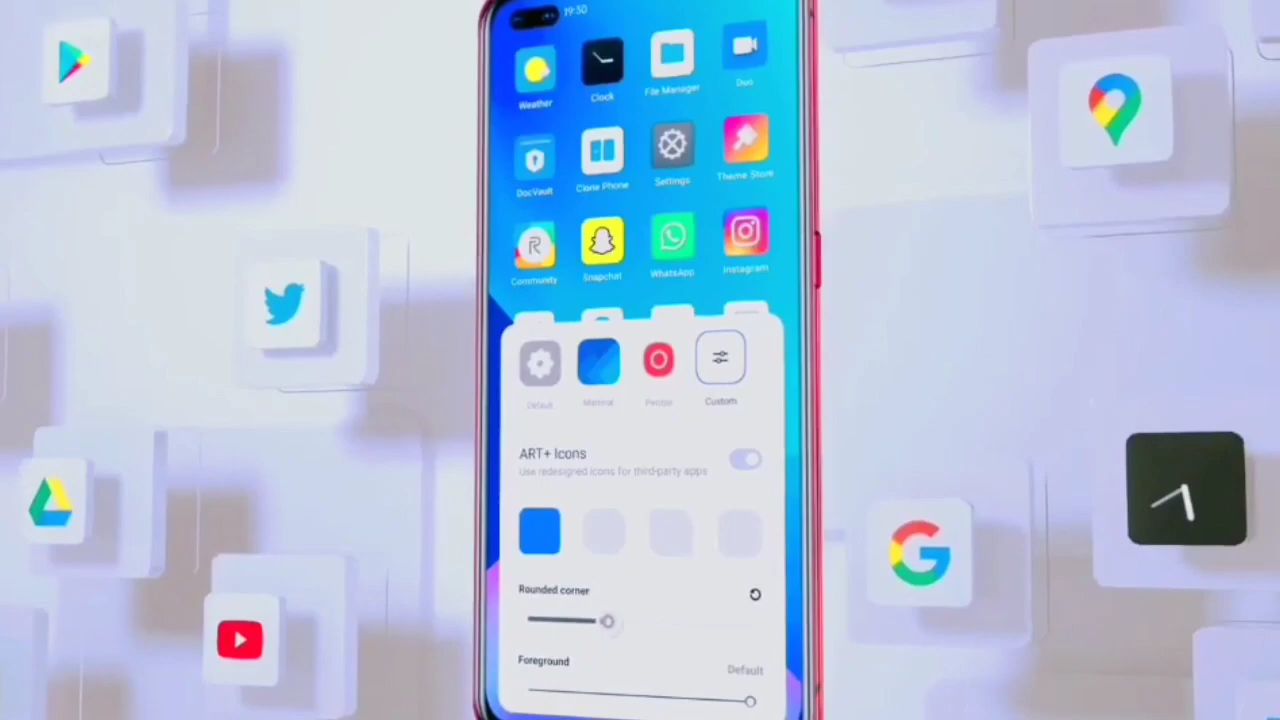 19:30
Weather Clock File Manager Duo
DocVault Clone Phone Settings Theme Store
Community Snapchat WhatsApp Instagram
Default Material Pebble Custom
ART+ Icons
Use redesigned icons for third-party apps
Rounded corner
Foreground Default